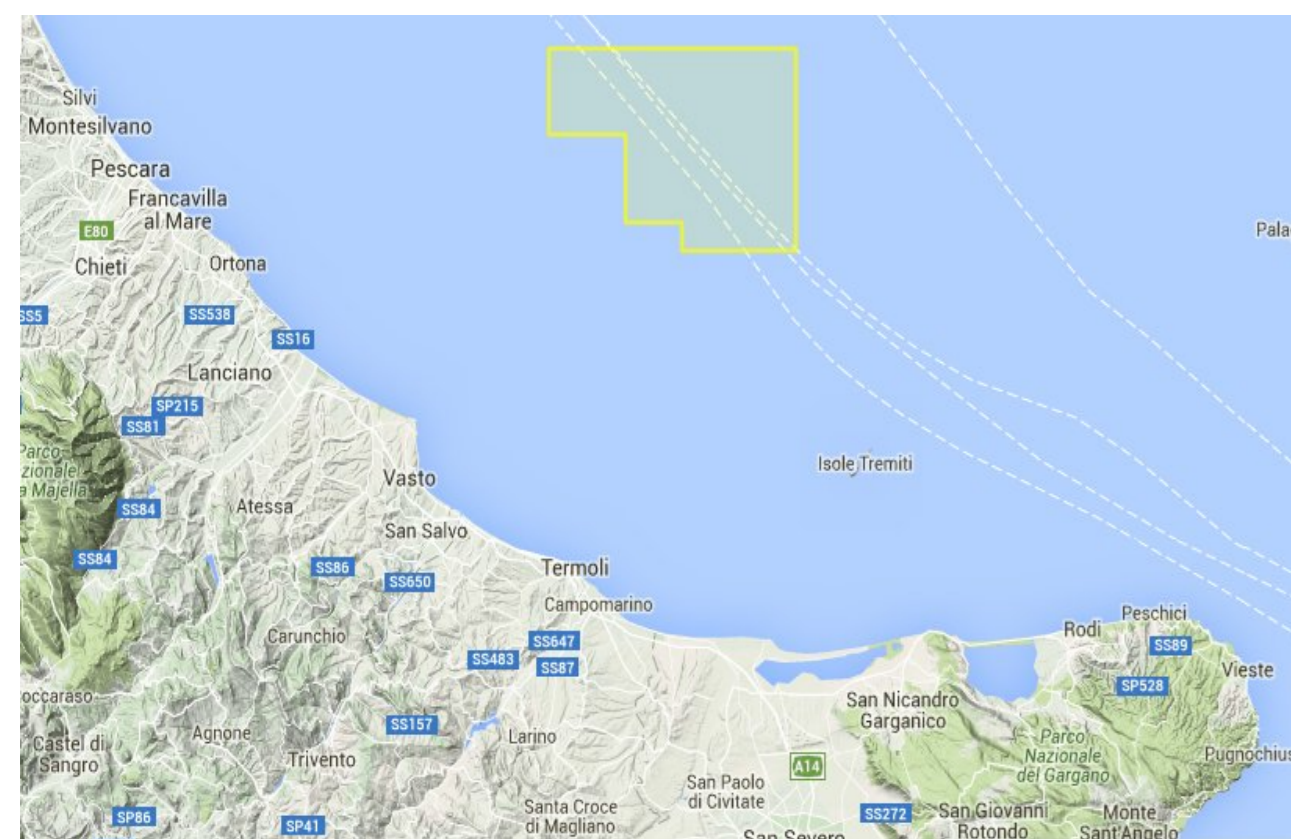 Silvi
Montesilvano
Pescara
Francavilla
al Mare
E80
Chieti
Ortona
Pala
SS5
SS538
SS16
Lanciano
SP215
SS81
Parco
zionale
a Majella
Isole Tremiti
Vasto
SS84
Atessa
San Salvo
SS84
SS86
SS650
Termoli
Campomarino
Carunchio
SS647
SS483
SS87
Peschici
Rodi
SS89
Vieste
SP528
occaraso
San Nicandro
Garganico
SS157
Agnone
Larino
Castel di
Sangro
Trivento
Parco
Nazionale
del Gargano
Pugnochius
A14
San Paolo
di Civitate
SP86
SP41
Santa Croce
di Magliano
SS272
San Giovanni
Rotondo
Monte
Sant'Angelo
San Severo